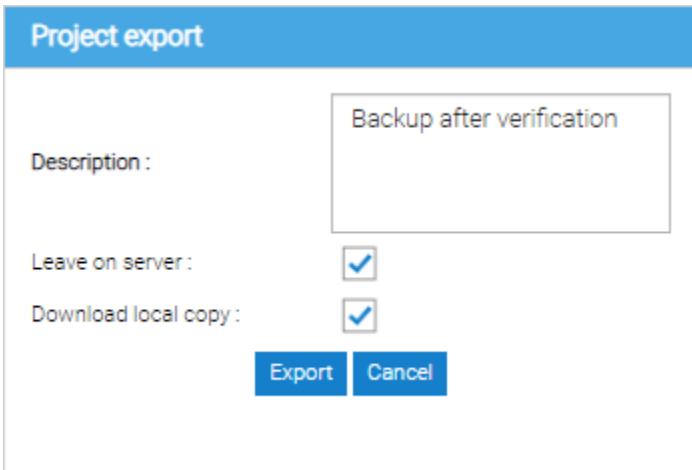 Project export
Description :
Backup after verification
Leave on server :
Download local copy :
Export Cancel